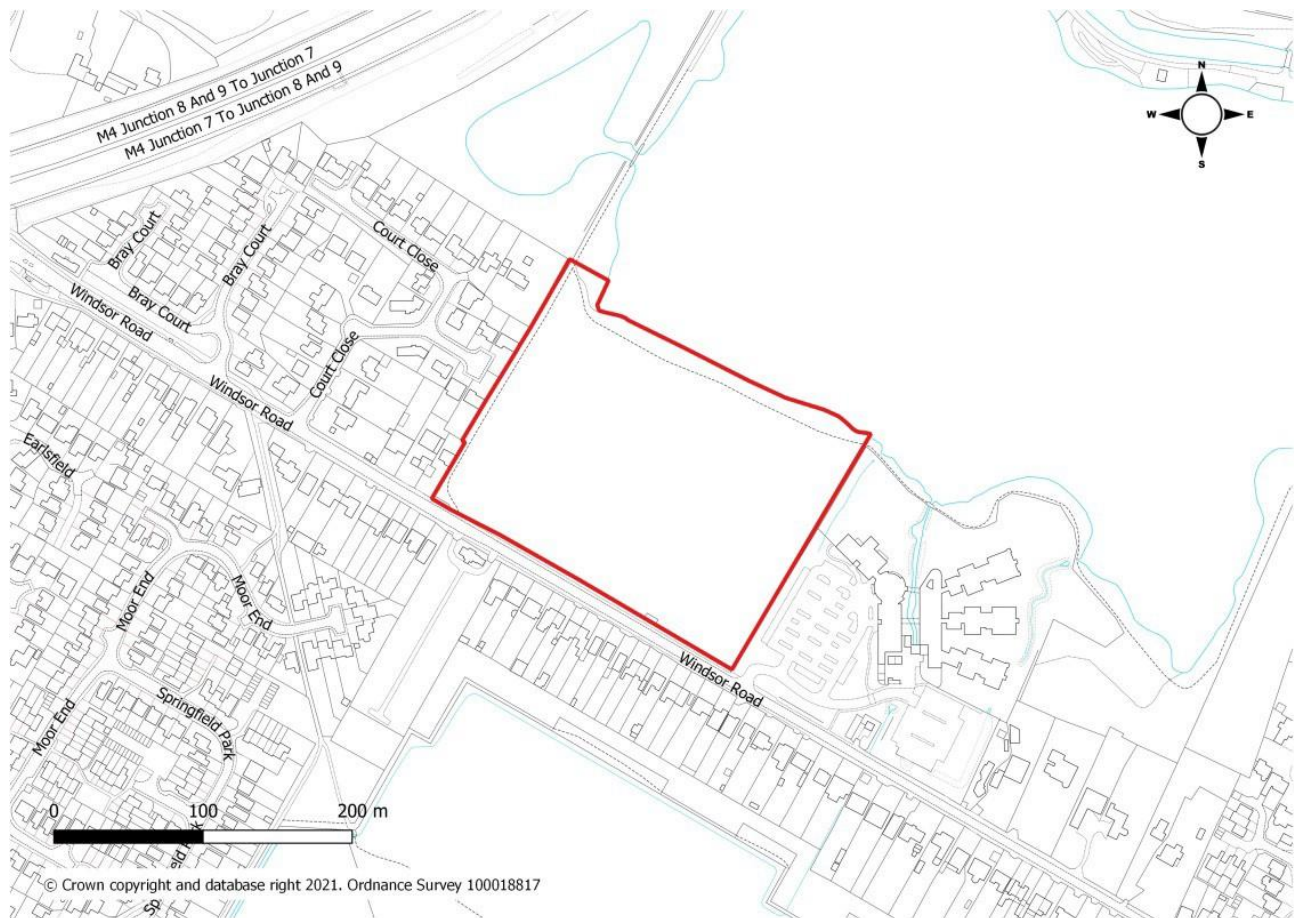 M4 Junction 8 And 9 To Junction 7
M4 Junction 7 To Junction 8 And 9
N
W
E
S
Bray Court
Bray Court
Court Close
Bray Court
Windsor Road
Court Close
Windsor Road
Earlsfield
Moor End
Moor End
Windsor Road
Springfield Park
Moor End
0 100 200 m
© Crown copyright and database right 2021. Ordnance Survey 100018817